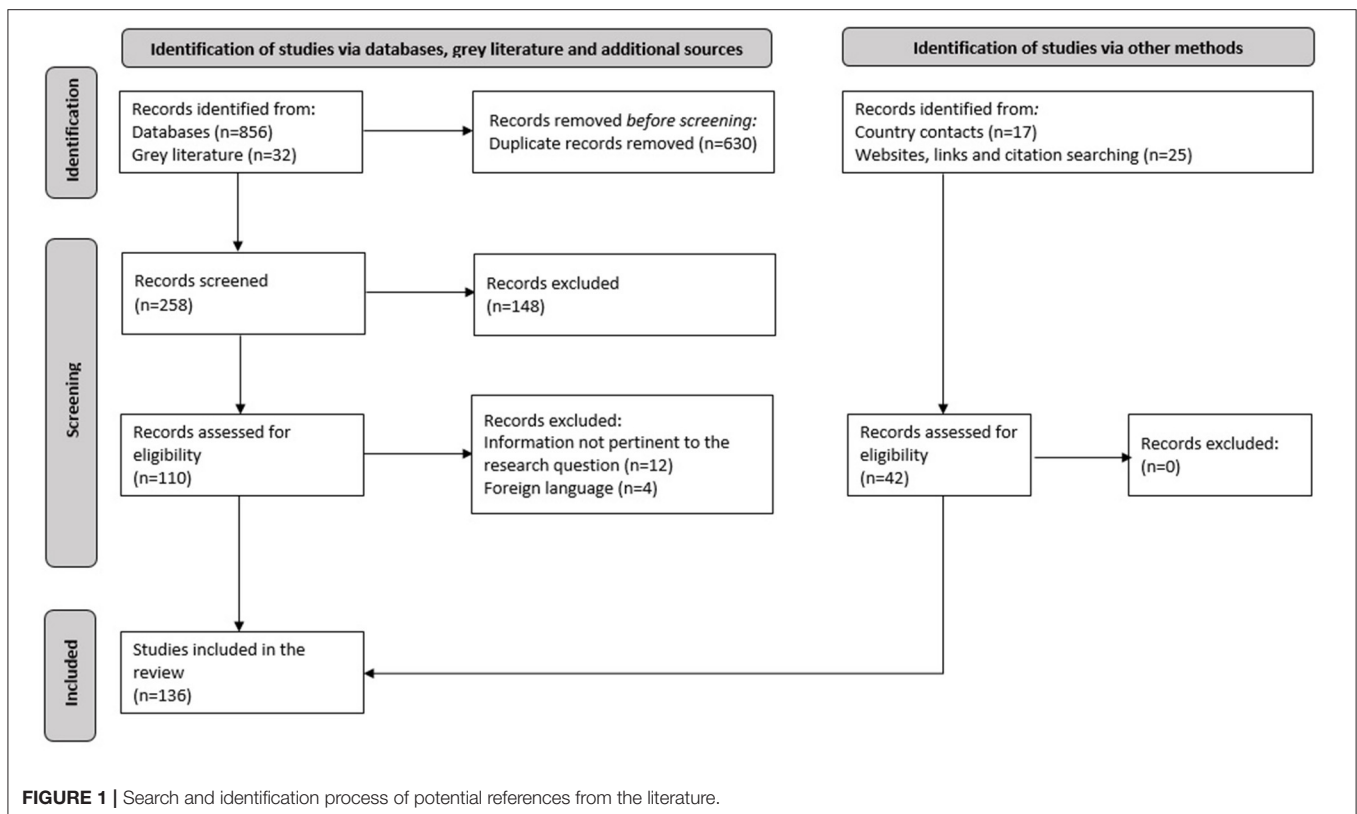 Identification of studies via databases, grey literature and additional sources
Identification of studies via other methods
Identification
Records identified from:
Databases (n=856)
Grey literature (n=32)
Records removed before screening:
Duplicate records removed (n=630)
Records identified from:
Country contacts (n=17)
Websites, links and citation searching (n=25)
Screening
Records screened
(n=258)
Records excluded
(n=148)
Records assessed for
eligibility
(n=110)
Records excluded:
Information not pertinent to the
research question (n=12)
Foreign language (n=4)
Records assessed for
eligibility
(n=42)
Records excluded:
(n=0)
Included
Studies included in the
review
(n=136)
FIGURE 1 | Search and identification process of potential references from the literature.